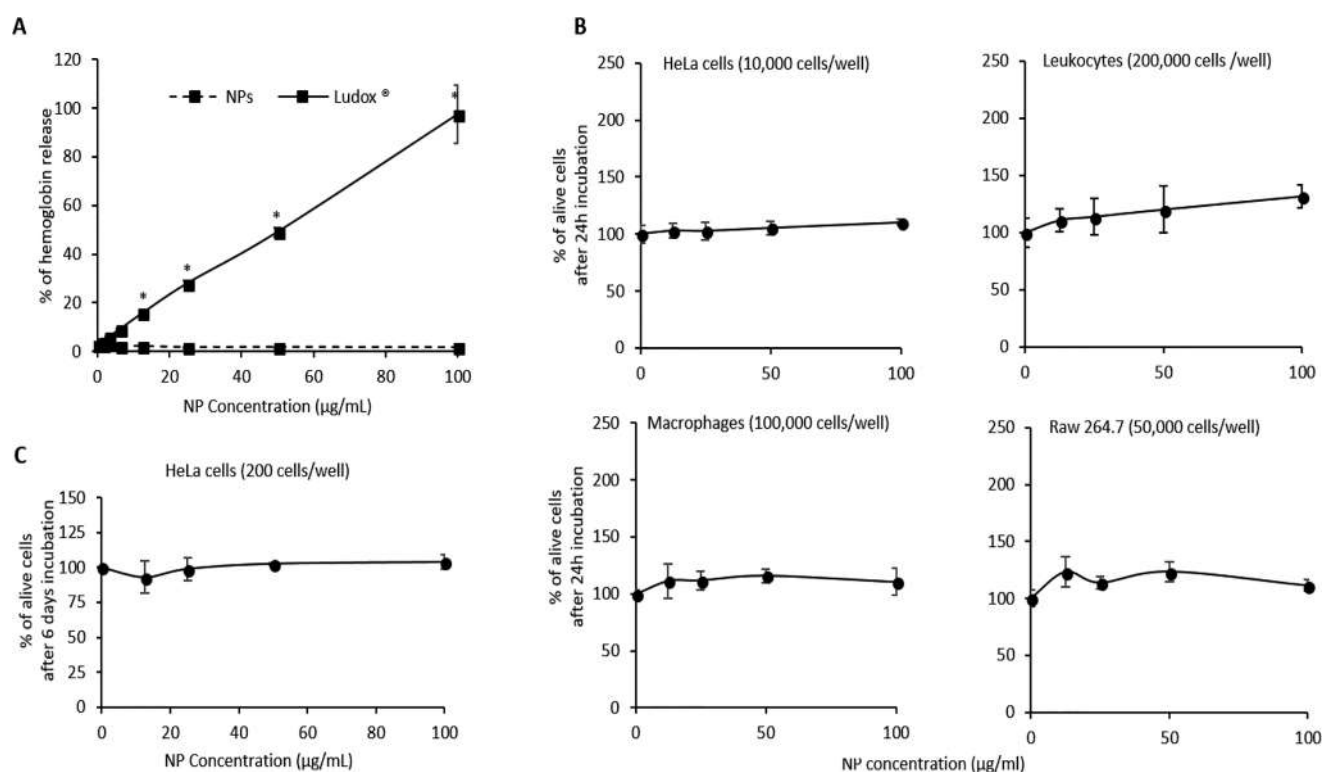 A
% of hemoglobin release
120
100
80
60
40
20
0
NPs
Ludox ®
*
*
*
*
*
0 20 40 60 80 100
NP Concentration (µg/mL)
B
HeLa cells (10,000 cells/well)
% of alive cells
after 24h incubation
250
200
150
100
50
0
0 50 100
Leukocytes (200,000 cells /well)
250
200
150
100
50
0
0 50 100
Macrophages (100,000 cells/well)
% of alive cells
after 24h incubation
250
200
150
100
50
0
0 50 100
Raw 264.7 (50,000 cells/well)
250
200
150
100
50
0
0 50 100
NP concentration (µg/ml)
C
HeLa cells (200 cells/well)
% of alive cells
after 6 days incubation
150
125
100
75
50
25
0
0 20 40 60 80 100
NP Concentration (µg/mL)